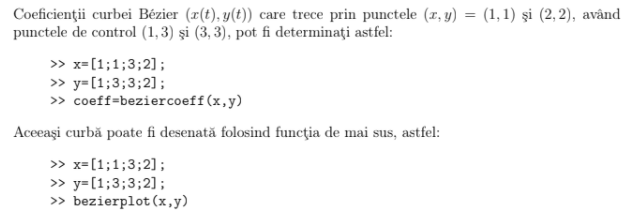 Coeficienţii curbei Bézier (x(t), y(t)) care trece prin punctele (x, y) = (1, 1) şi (2, 2), având
punctele de control (1, 3) şi (3, 3), pot fi determinaţi astfel:
>> x=[1;1;3;2];
>> y=[1;3;3;2];
>> coeff=beziercoeff(x,y)
Aceeaşi curbă poate fi desenată folosind funcţia de mai sus, astfel:
>> x=[1;1;3;2];
>> y=[1;3;3;2];
>> bezierplot(x,y)